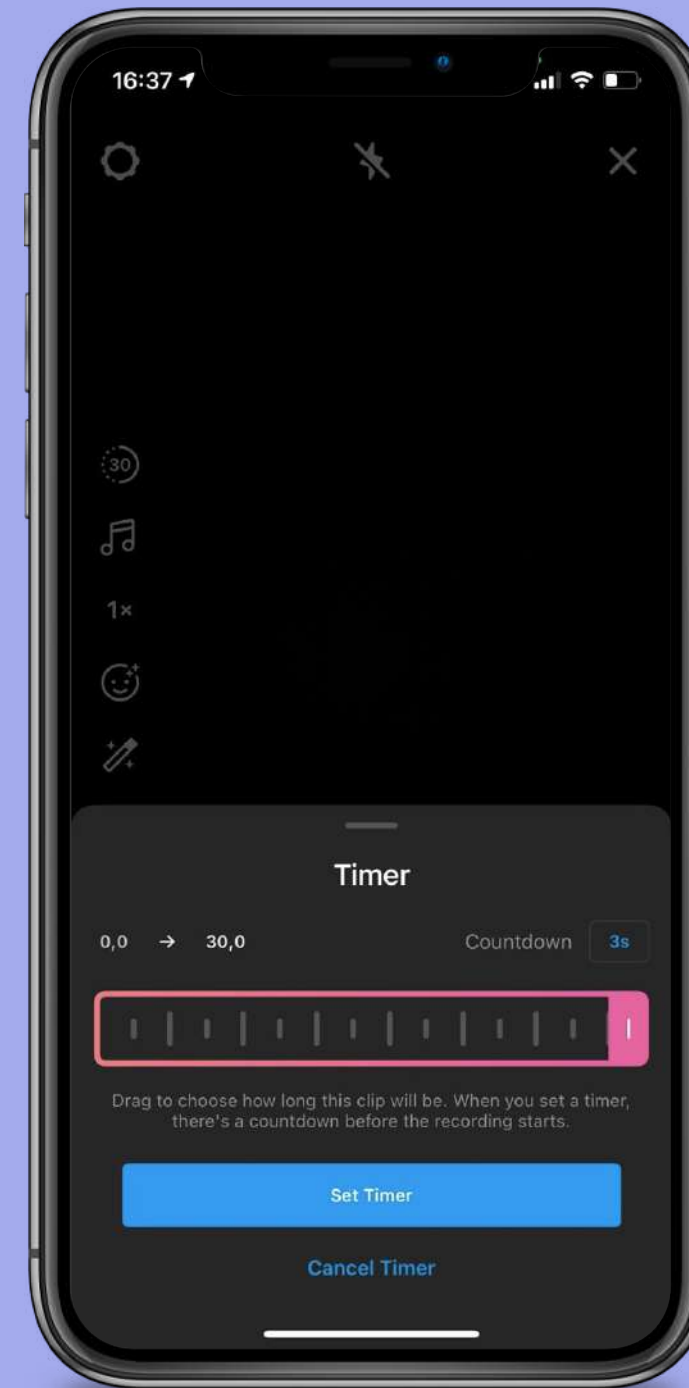 16:37
30
1×
Timer
0,0 → 30,0 Countdown 3s
Drag to choose how long this clip will be. When you set a timer,
there's a countdown before the recording starts.
Set Timer
Cancel Timer